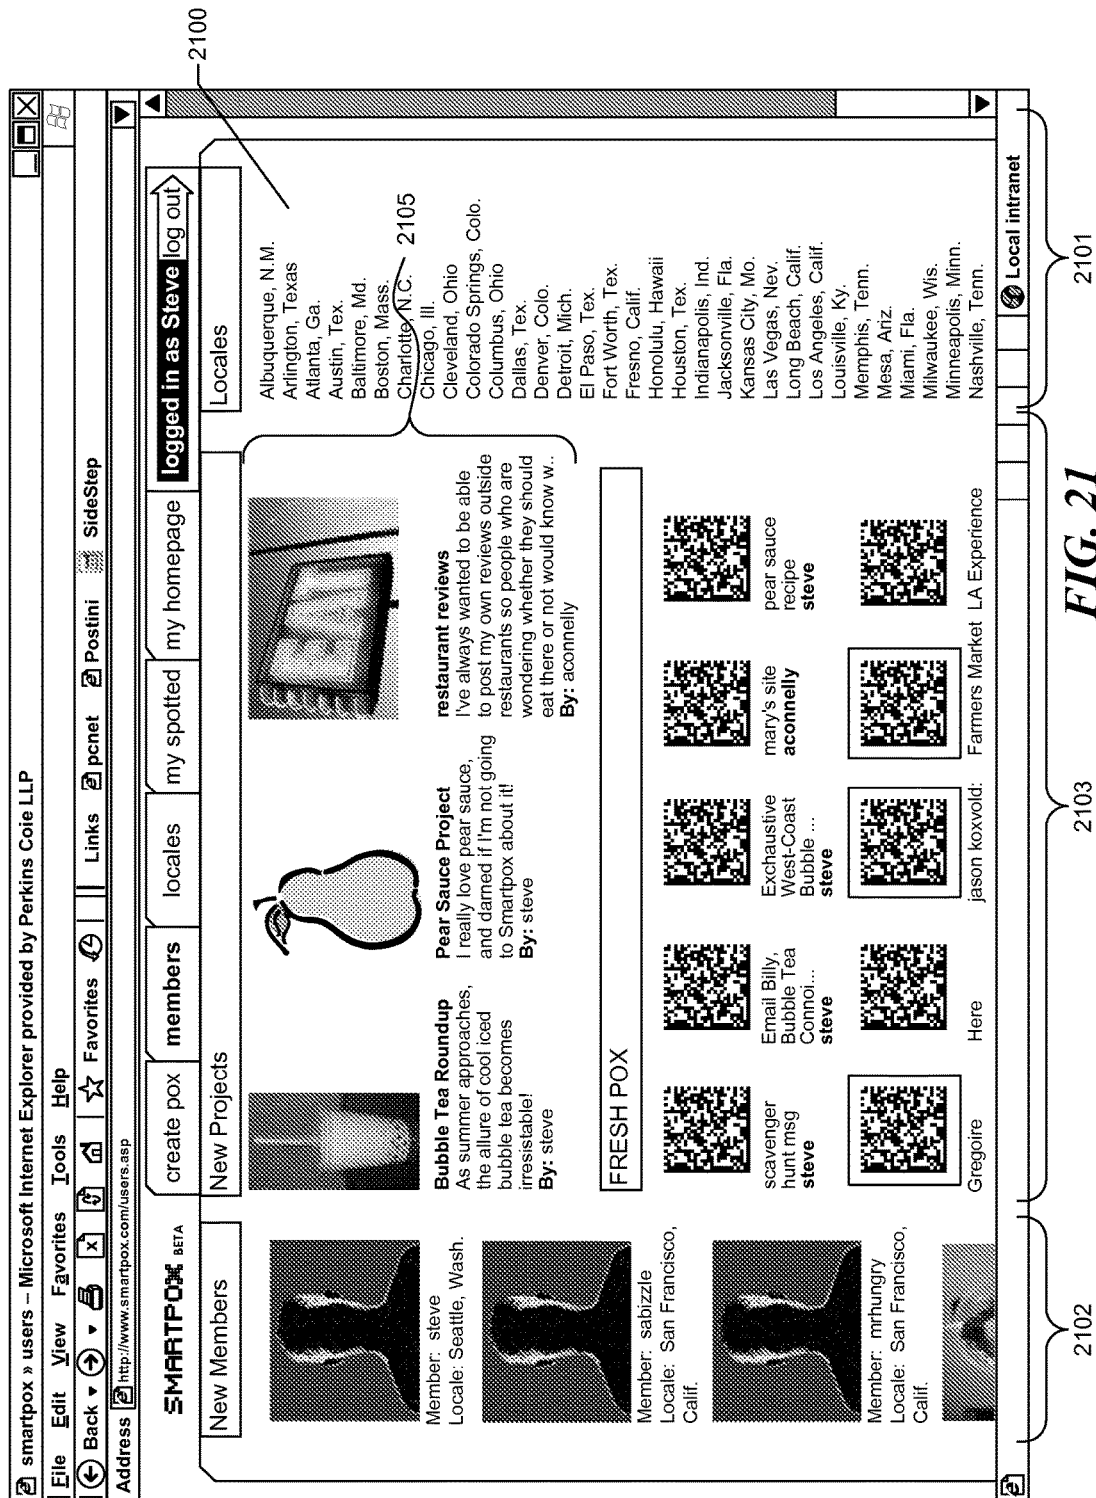 smartpox » users – Microsoft Internet Explorer provided by Perkins Coie LLP
File Edit View Favorites Tools Help
Back Favorites Links pcnet Postini SideStep
Address http://www.smartpox.com/users.asp
SMARTPOX BETA
create pox members locales my spotted my homepage logged in as Steve log out
New Members
Member: steve
Locale: Seattle, Wash.
Member: sabizzle
Locale: San Francisco,
Calif.
Member: mrhungry
Locale: San Francisco,
Calif.
New Projects
Bubble Tea Roundup
As summer approaches,
the allure of cool iced
bubble tea becomes
irresistable!
By: steve
Pear Sauce Project
I really love pear sauce,
and darned if I'm not going
to Smartpox about it!
By: steve
restaurant reviews
I've always wanted to be able
to post my own reviews outside
restaurants so people who are
wondering whether they should
eat there or not would know w..
By: aconnelly
FRESH POX
scavenger
hunt msg
steve
Email Billy,
Bubble Tea
Connoi...
steve
Exhaustive
West-Coast
Bubble ...
steve
mary's site
aconnelly
pear sauce
recipe
steve
Gregoire
Here
jason koxvold:
Farmers Market
LA Experience
Locales
Albuquerque, N.M.
Arlington, Texas
Atlanta, Ga.
Austin, Tex.
Baltimore, Md.
Boston, Mass.
Charlotte, N.C.
Chicago, Ill.
Cleveland, Ohio
Colorado Springs, Colo.
Columbus, Ohio
Dallas, Tex.
Denver, Colo.
Detroit, Mich.
El Paso, Tex.
Fort Worth, Tex.
Fresno, Calif.
Honolulu, Hawaii
Houston, Tex.
Indianapolis, Ind.
Jacksonville, Fla.
Kansas City, Mo.
Las Vegas, Nev.
Long Beach, Calif.
Los Angeles, Calif.
Louisville, Ky.
Memphis, Tenn.
Mesa, Ariz.
Miami, Fla.
Milwaukee, Wis.
Minneapolis, Minn.
Nashville, Tenn.
Local intranet
2100
2105
2102
2103
2101
FIG. 21